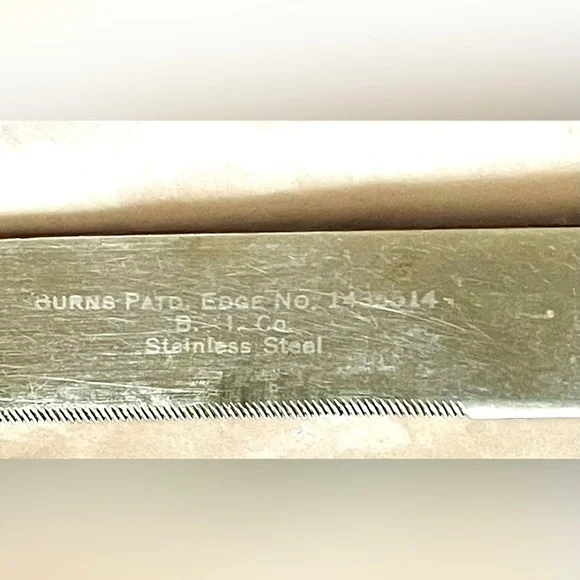 BURNS PATD. EDGE NO.
B. I. Co
Stainless Steel